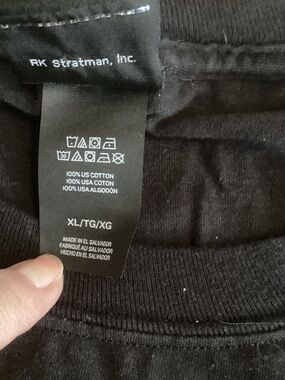 RK Stratman, Inc.
100% US COTTON
100% USA COTON
100% USA ALGODÓN
XL/TG/XG
MADE IN EL SALVADOR
FABRIQUÉ AU SALVADOR
HECHO EN EL SALVADOR